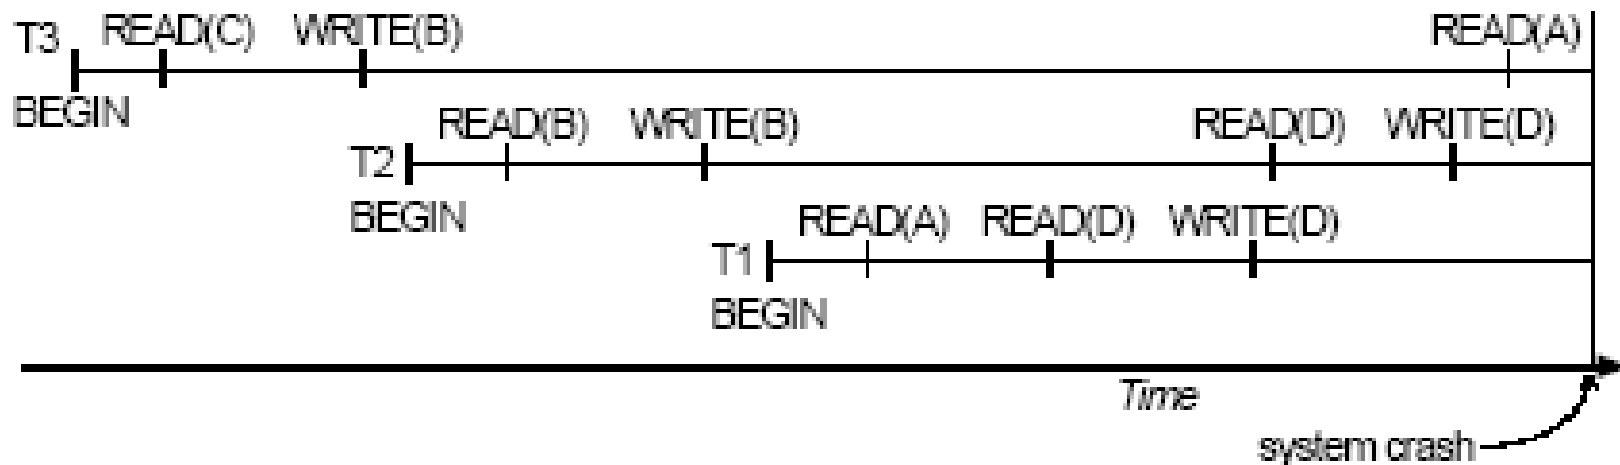 T3 READ(C) WRITE(B) READ(A)
BEGIN
READ(B) WRITE(B) READ(D) WRITE(D)
T2
BEGIN
READ(A) READ(D) WRITE(D)
T1
BEGIN
Time
system crash